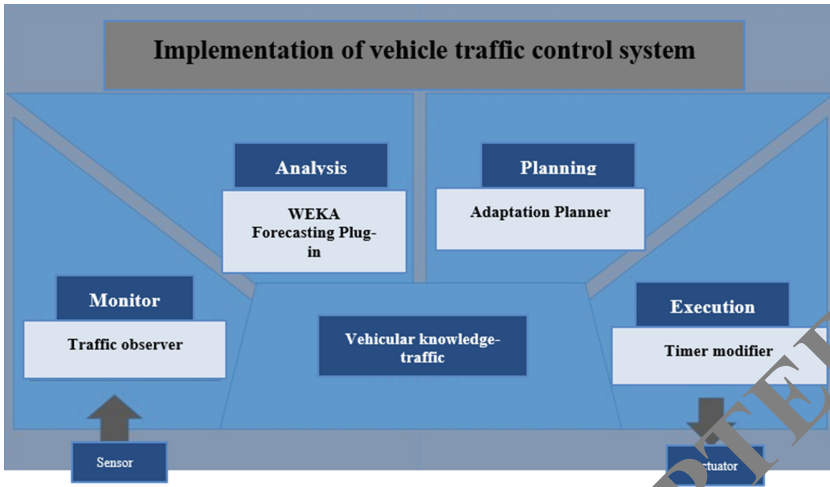 Implementation of vehicle traffic control system
Analysis
WEKA
Forecasting Plug-
in
Planning
Adaptation Planner
Monitor
Traffic observer
Vehicular knowledge-
traffic
Execution
Timer modifier
Sensor